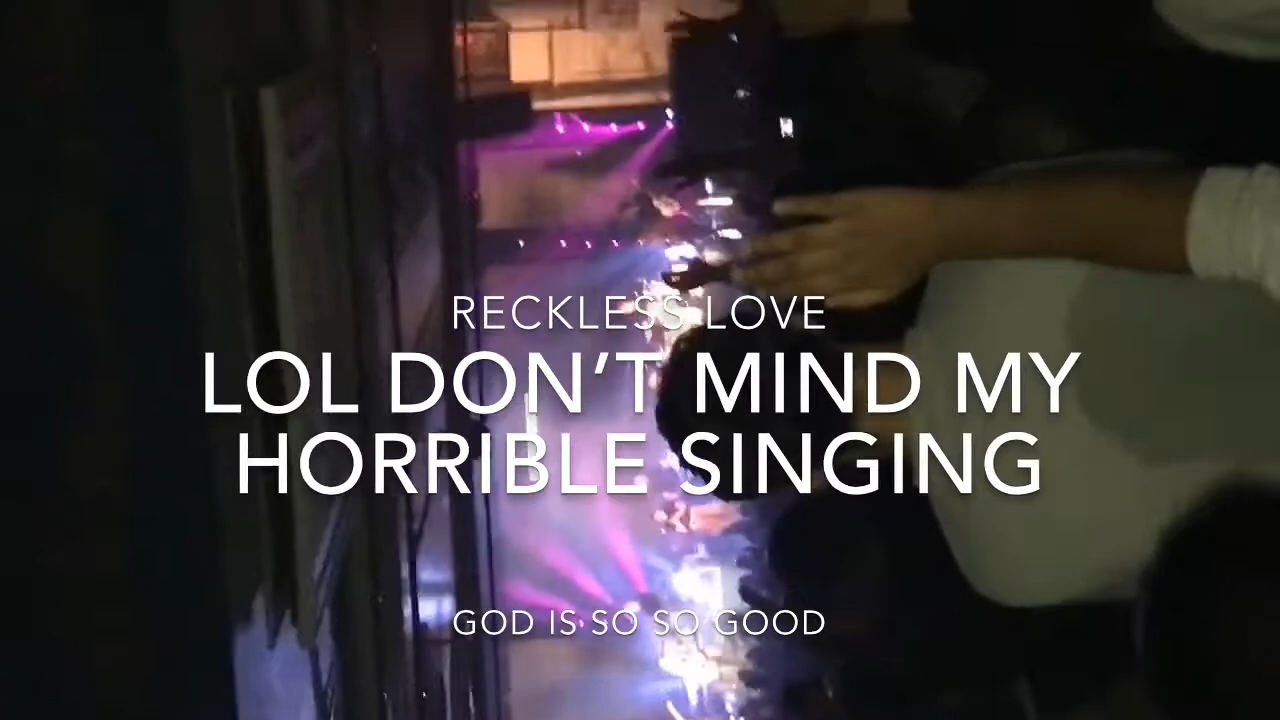 RECKLESS LOVE
LOL DON’T MIND MY
HORRIBLE SINGING
GOD IS SO SO GOOD